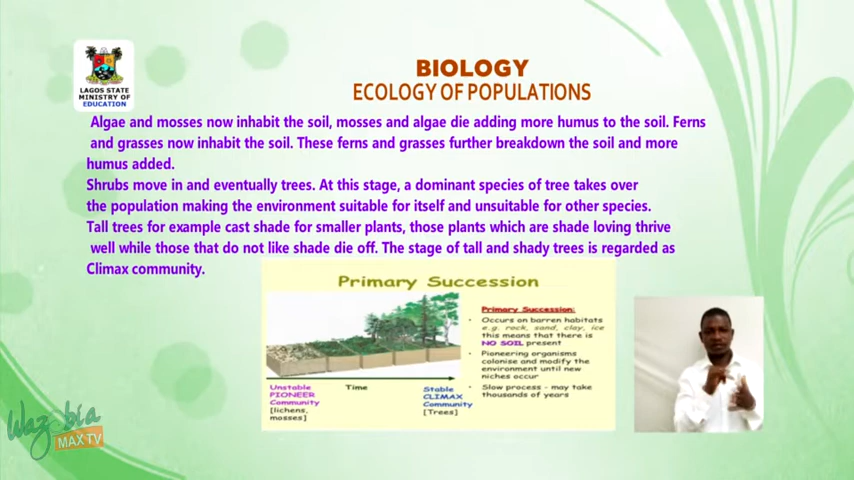 LAGOS STATE
MINISTRY OF
EDUCATION
BIOLOGY
ECOLOGY OF POPULATIONS
Algae and mosses now inhabit the soil, mosses and algae die adding more humus to the soil. Ferns
and grasses now inhabit the soil. These ferns and grasses further breakdown the soil and more
humus added.
Shrubs move in and eventually trees. At this stage, a dominant species of tree takes over
the population making the environment suitable for itself and unsuitable for other species.
Tall trees for example cast shade for smaller plants, those plants which are shade loving thrive
well while those that do not like shade die off. The stage of tall and shady trees is regarded as
Climax community.
Primary Succession
Unstable
PIONEER
Community
[lichens,
mosses]
Time
Stable
CLIMAX
Community
[Trees]
Primary Succession:
• Occurs on barren habitats
e.g. rock, sand, clay, ice
this means that there is
NO SOIL present
• Pioneering organisms
colonise and modify the
environment until new
niches occur
• Slow process - may take
thousands of years
Wazobia
MAX TV